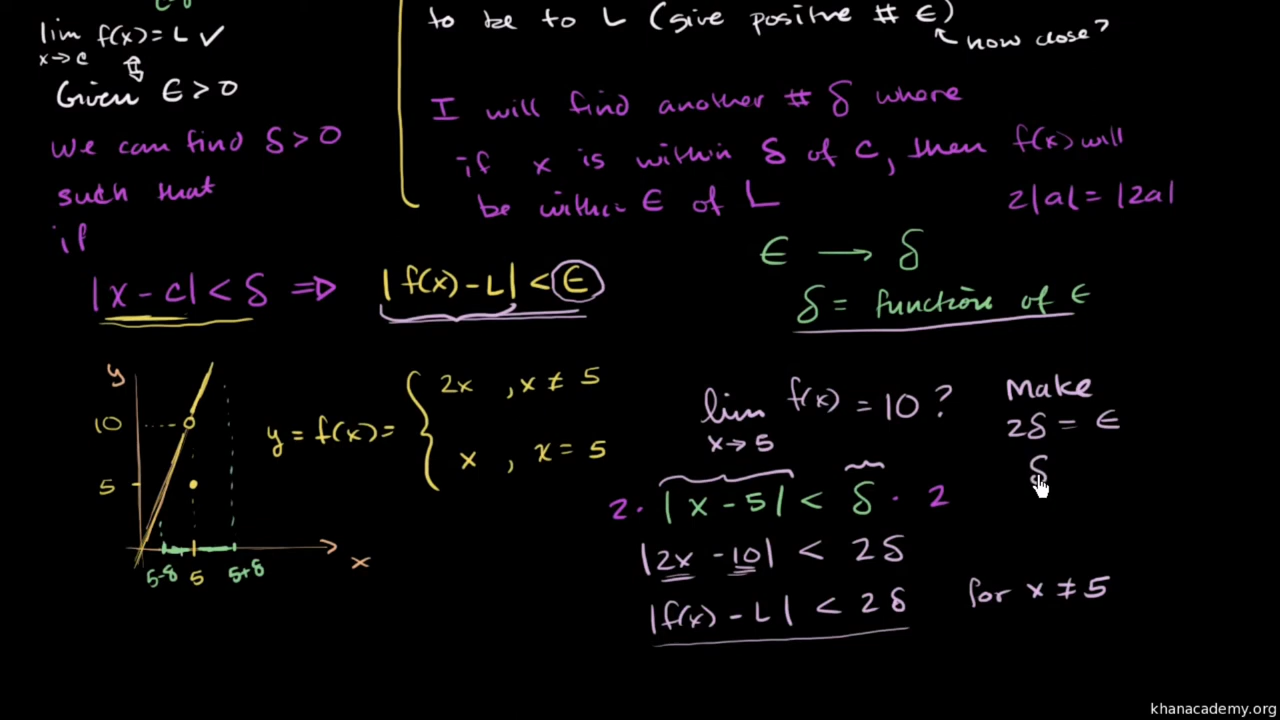 lim f(x) = L ✓
x→c
Given ε > 0
We can find δ > 0
such that
if
|x - c| < δ ⇒ |f(x) - L| < ε
to be to L (give positive # ε)
how close?
I will find another # δ where
if x is within δ of c, then f(x) will
be within ε of L
2|a| = |2a|
ε → δ
δ = function of ε
y
10
5
5-δ 5 5+δ
x
y = f(x) = { 2x , x ≠ 5
x , x = 5
lim f(x) = 10 ?
x→5
2 · |x - 5| < δ · 2
|2x - 10| < 2δ
|f(x) - L| < 2δ for x ≠ 5
Make
2δ = ε
δ
khanacademy.org